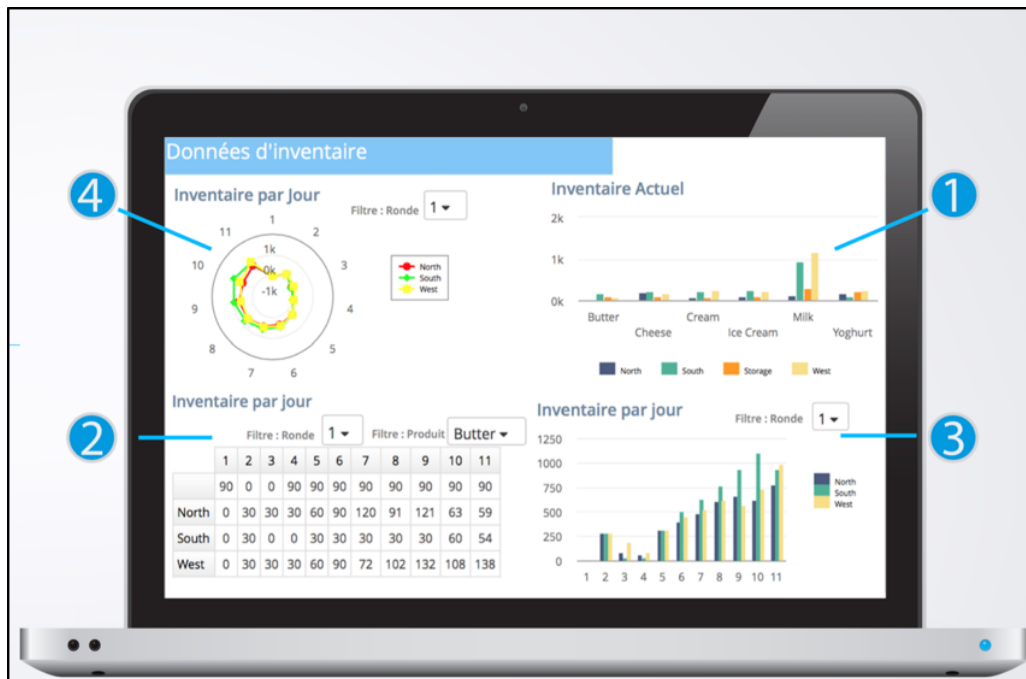 Données d'inventaire
4
Inventaire par Jour
Filtre : Ronde 1
1
2
3
4
5
6
7
8
9
10
11
1k
0k
-1k
North
South
West
1
Inventaire Actuel
2k
1k
0k
Butter
Cheese
Cream
Ice Cream
Milk
Yoghurt
North South Storage West
2
Inventaire par jour
Filtre : Ronde 1 Filtre : Produit Butter
1 2 3 4 5 6 7 8 9 10 11
90 0 0 90 90 90 90 90 90 90 90
North 0 30 30 30 60 90 120 91 121 63 59
South 0 30 0 0 30 30 30 30 30 60 54
West 0 30 30 30 60 90 72 102 132 108 138
3
Inventaire par jour
Filtre : Ronde 1
1250
1000
750
500
250
0
1 2 3 4 5 6 7 8 9 10 11
North
South
West